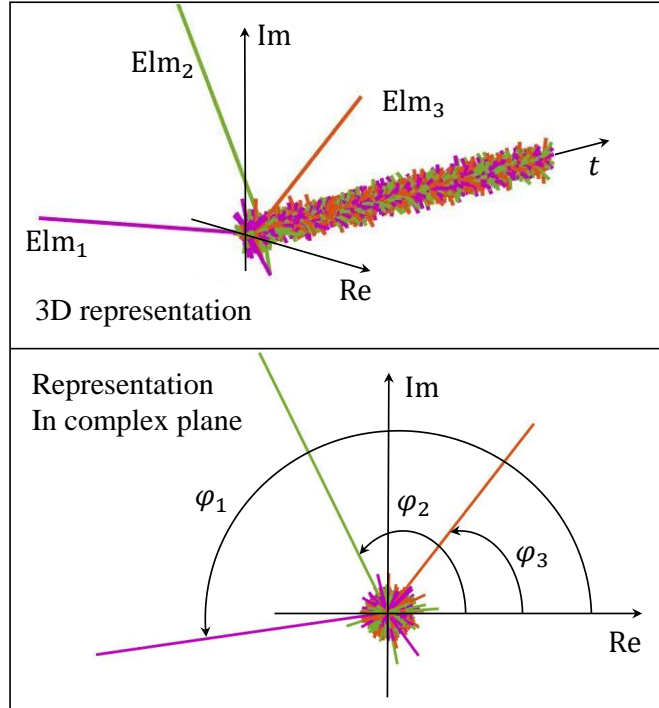 Im
Elm₂
Elm₃
t
Elm₁
Re
3D representation
Representation
In complex plane
Im
φ₁
φ₂
φ₃
Re